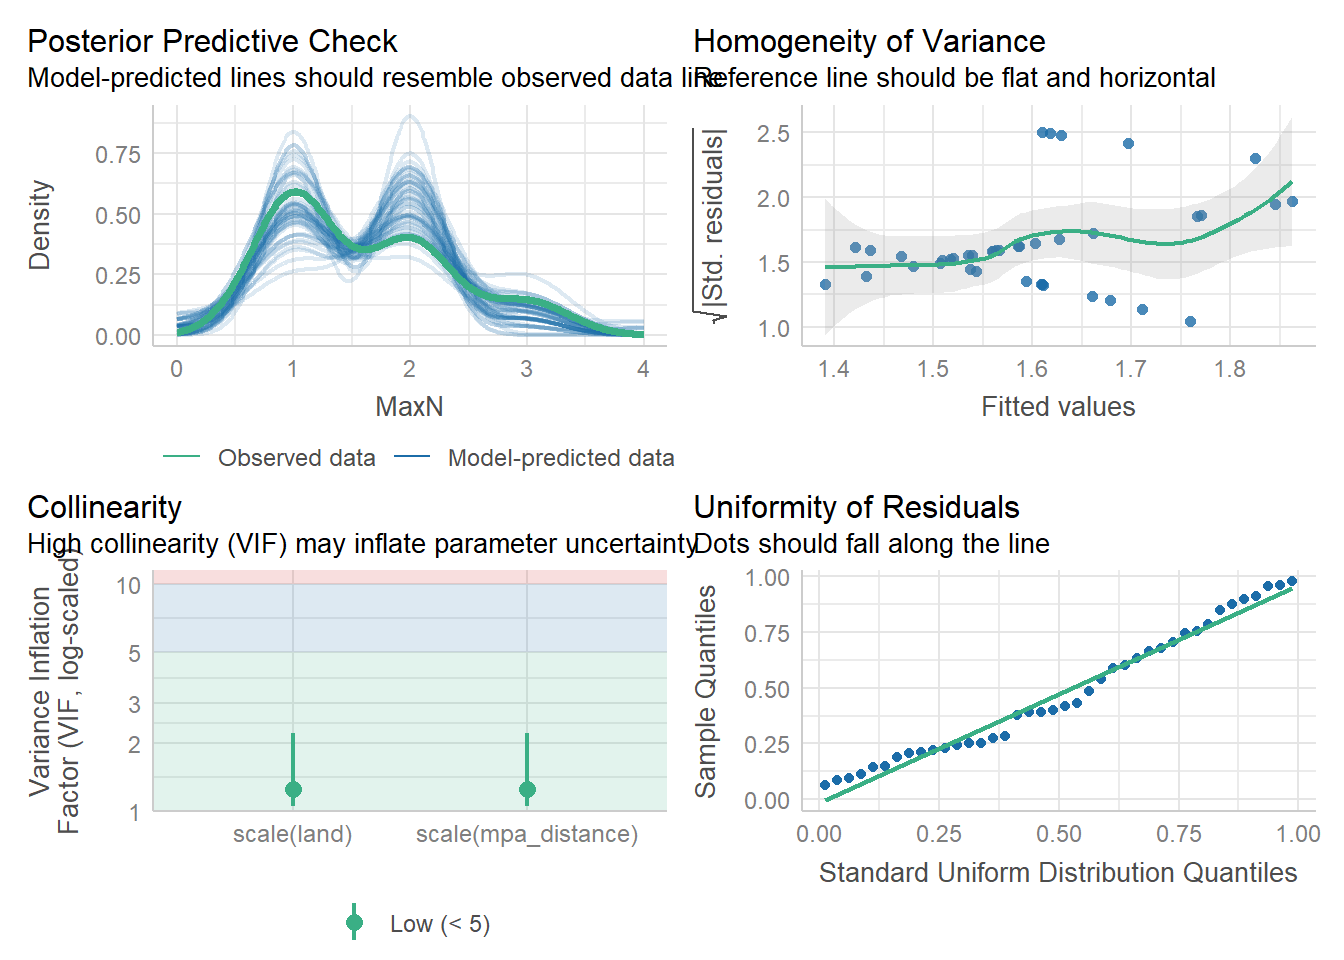 Posterior Predictive Check
Model-predicted lines should resemble observed data line
Density
0.75
0.50
0.25
0.00
0 1 2 3 4
MaxN
Observed data Model-predicted data
Homogeneity of Variance
Reference line should be flat and horizontal
√|Std. residuals|
2.5
2.0
1.5
1.0
1.4 1.5 1.6 1.7 1.8
Fitted values
Collinearity
High collinearity (VIF) may inflate parameter uncertainty
Variance Inflation
Factor (VIF, log-scaled)
10
5
3
2
1
scale(land) scale(mpa_distance)
Low (< 5)
Uniformity of Residuals
Dots should fall along the line
Sample Quantiles
1.00
0.75
0.50
0.25
0.00
0.00 0.25 0.50 0.75 1.00
Standard Uniform Distribution Quantiles